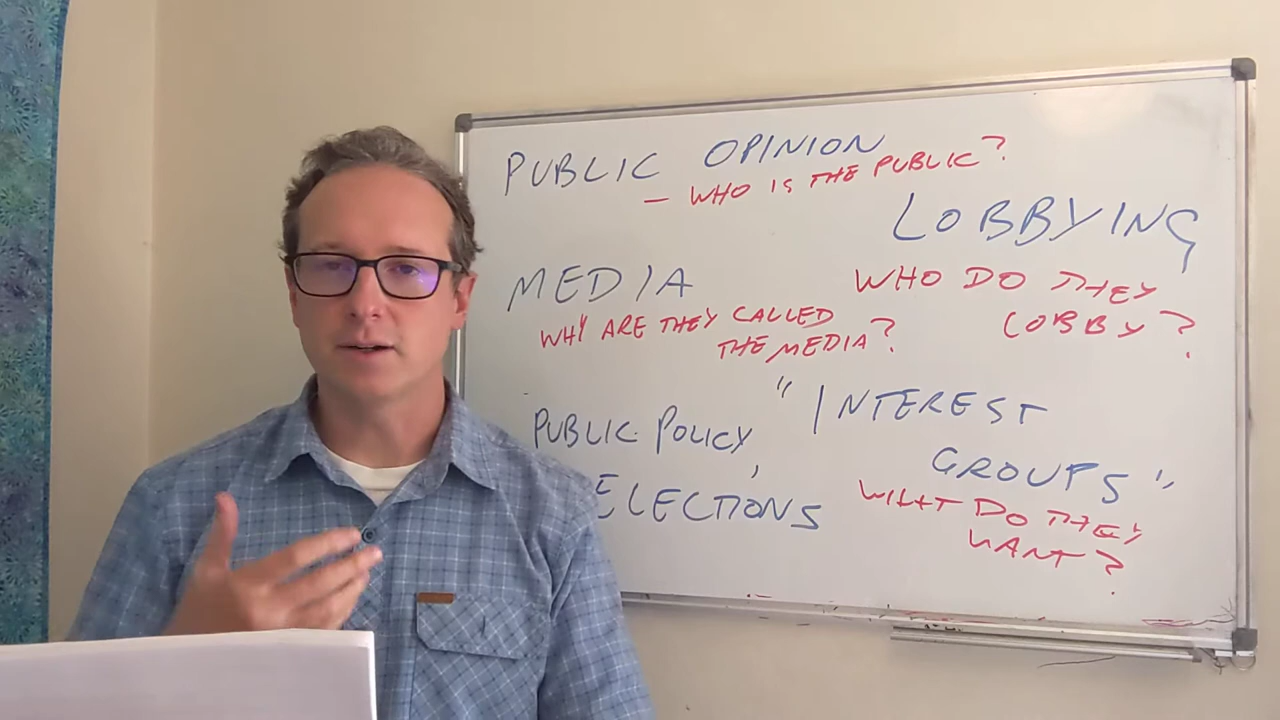 PUBLIC OPINION
- WHO IS THE PUBLIC?
LOBBYING
WHO DO THEY
LOBBY?
MEDIA
WHY ARE THEY CALLED
THE MEDIA?
"INTEREST
GROUPS"
WHAT DO THEY
WANT?
PUBLIC POLICY
ELECTIONS